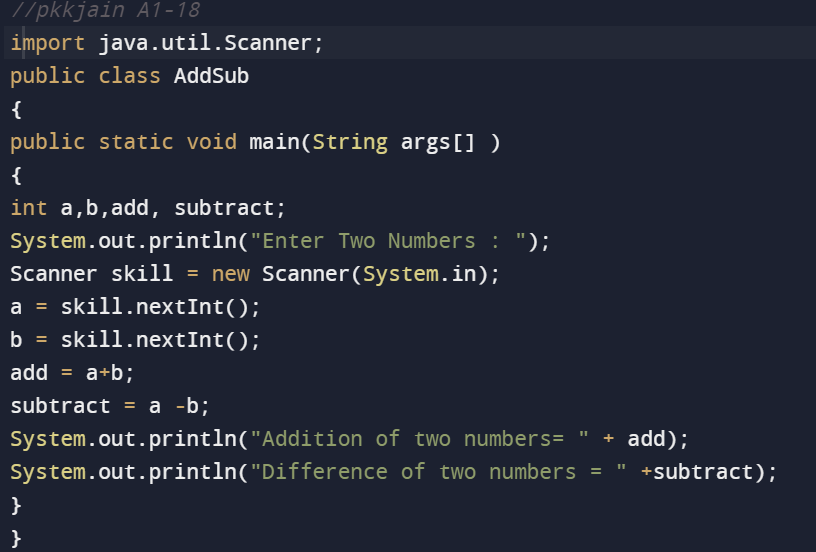 //pkkjain A1-18
import java.util.Scanner;
public class AddSub
{
public static void main(String args[] )
{
int a,b,add, subtract;
System.out.println("Enter Two Numbers : ");
Scanner skill = new Scanner(System.in);
a = skill.nextInt();
b = skill.nextInt();
add = a+b;
subtract = a -b;
System.out.println("Addition of two numbers= " + add);
System.out.println("Difference of two numbers = " +subtract);
}
}